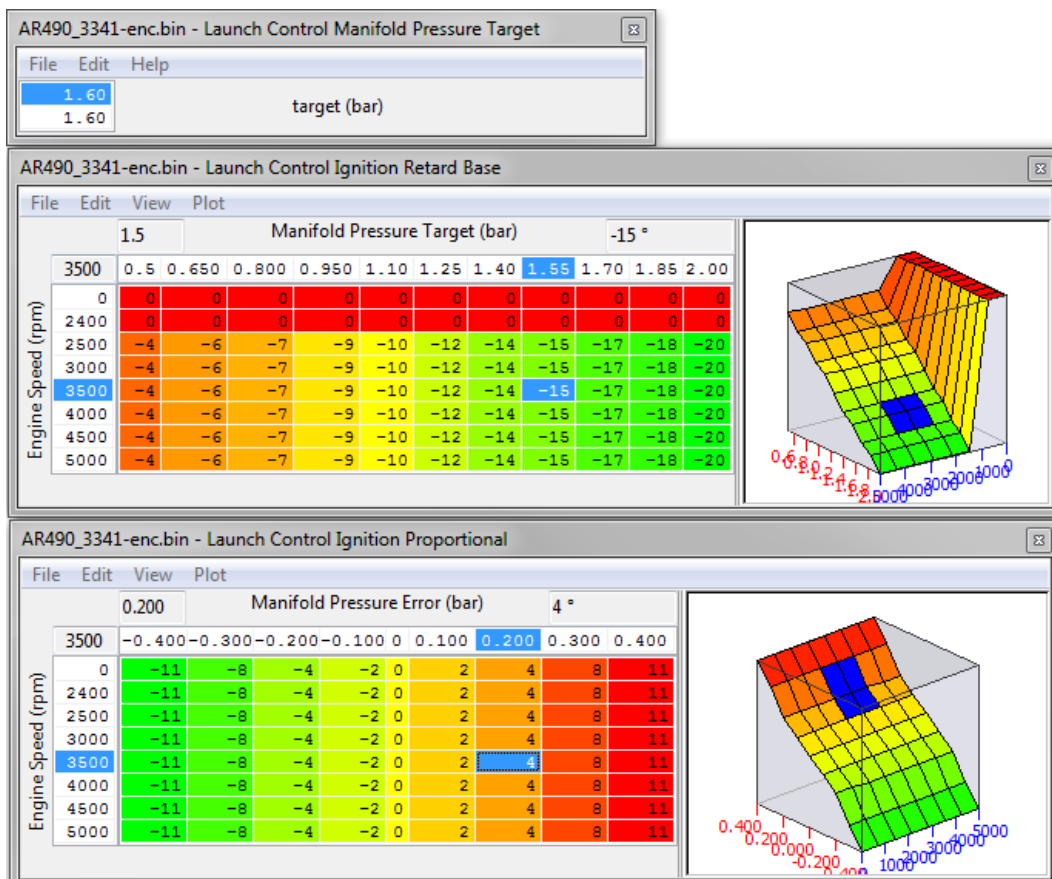 AR490_3341-enc.bin - Launch Control Manifold Pressure Target
File Edit Help
1.60
1.60
target (bar)
AR490_3341-enc.bin - Launch Control Ignition Retard Base
File Edit View Plot
1.5 Manifold Pressure Target (bar) -15 °
3500 0.5 0.650 0.800 0.950 1.10 1.25 1.40 1.55 1.70 1.85 2.00
Engine Speed (rpm)
0 0 0 0 0 0 0 0 0 0 0 0
2400 0 0 0 0 0 0 0 0 0 0 0
2500 -4 -6 -7 -9 -10 -12 -14 -15 -17 -18 -20
3000 -4 -6 -7 -9 -10 -12 -14 -15 -17 -18 -20
3500 -4 -6 -7 -9 -10 -12 -14 -15 -17 -18 -20
4000 -4 -6 -7 -9 -10 -12 -14 -15 -17 -18 -20
4500 -4 -6 -7 -9 -10 -12 -14 -15 -17 -18 -20
5000 -4 -6 -7 -9 -10 -12 -14 -15 -17 -18 -20
4000 3000 2000 1000 0
AR490_3341-enc.bin - Launch Control Ignition Proportional
File Edit View Plot
0.200 Manifold Pressure Error (bar) 4 °
3500 -0.400 -0.300 -0.200 -0.100 0 0.100 0.200 0.300 0.400
Engine Speed (rpm)
0 -11 -8 -4 -2 0 2 4 8 11
2400 -11 -8 -4 -2 0 2 4 8 11
2500 -11 -8 -4 -2 0 2 4 8 11
3000 -11 -8 -4 -2 0 2 4 8 11
3500 -11 -8 -4 -2 0 2 4 8 11
4000 -11 -8 -4 -2 0 2 4 8 11
4500 -11 -8 -4 -2 0 2 4 8 11
5000 -11 -8 -4 -2 0 2 4 8 11
0.400 0.200 0.000 -0.200
1000 2000 3000 4000 5000